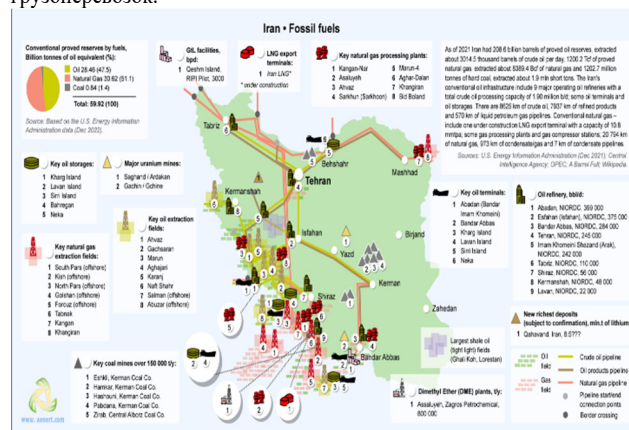 грузоперевозок.
Iran • Fossil fuels
Conventional proved reserves by fuels,
Billion tonnes of oil equivalent (%):
Oil 28.46 (47.5)
Natural Gas 30.62 (51.1)
Coal 0.84 (1.4)
Total: 59.92 (100)
Source: Based on the U.S. Energy Information
Administration data (Dec 2022).
GtL facilities,
bpd:
1 Qeshm Island,
RIPI Pilot, 3000
LNG export
terminals:
1 Iran LNG*
* under construction
Key natural gas processing plants:
1 Kangan-Nar
2 Asaluyeh
3 Ahvaz
4 Sarkhun (Sarkhoon)
5 Marun-4
6 Aghar-Dalan
7 Khangiran
8 Bid Boland
As of 2021 Iran had 208.6 billion barrels of proved oil reserves, extracted
about 3014.5 thousand barrels of crude oil per day, 1200.2 Tcf of proved
natural gas, extracted about 8389.4 Bcf of natural gas and 1202.7 million
tonnes of hard coal, extracted about 1.9 mln short tons. The Iran's
conventional oil infrastructure include 9 major operating oil refineries with a
total crude oil processing capacity of 1.90 million b/d, some oil terminals and
oil storages. There are 8625 km of crude oil, 7937 km of refined products
and 570 km of liquid petroleum gas pipelines. Conventional natural gas –
include one under construction LNG export terminal with a capacity of 10.8
mmtpa; some gas processing plants and gas compressor stations; 20 794 km
of natural gas, 973 km of condensate/gas and 7 km of condensate pipelines.
Sources: U.S. Energy Information Administration (Dec 2021); Central
Intelligence Agency; OPEC; A Barrel Full; Wikipedia.
Key oil storages:
1 Kharg Island
2 Lavan Island
3 Sirri Island
4 Bahregan
5 Neka
Major uranium mines:
1 Saghand / Ardakan
2 Gachin / Gchine
Key oil extraction
fields:
1 Ahvaz
2 Gachsaran
3 Marun
4 Aghajari
5 Karanj
6 Naft Shahr
7 Salman (offshore)
8 Abuzar (offshore)
Key natural gas
extraction fields:
1 South Pars (offshore)
2 Kish (offshore)
3 North Pars (offshore)
4 Golshan (offshore)
5 Forouz (offshore)
6 Tabnak
7 Kangan
8 Khangiran
Key coal mines over 150 000 t/y:
1 Eshkli, Kerman Coal Co.
2 Hamkar, Kerman Coal Co.
3 Hashouni, Kerman Coal Co.
4 Pabdana, Kerman Coal Co.
5 Zirab, Central Alborz Coal Co.
www.aenert.com
Tabriz
Behshahr
Mashhad
Tehran
Kermanshah
Isfahan
Birjand
Yazd
Kerman
Shiraz
Zahedan
Bandar Abbas
Key oil terminals:
1 Abadan (Bandar
Imam Khomeini)
2 Bandar Abbas
3 Kharg Island
4 Lavan Island
5 Sirri Island
6 Neka
Oil refinery, bbl/d:
1 Abadan, NIORDC, 369 000
2 Esfahan (Isfahan), NIORDC, 375 000
3 Bandar Abbas, NIORDC, 284 000
4 Tehran, NIORDC, 245 000
5 Imam Khomeini Shazand (Arak),
NIORDC, 242 000
6 Tabriz, NIORDC, 110 000
7 Shiraz, NIORDC, 56 000
8 Kermanshah, NIORDC, 48 000
9 Lavan, NIORDC, 22 000
New richest deposits
(subject to confirmation), mln.t of lithium
1 Qahavand, Iran, 8.5???
Largest shale oil
(tight light) fields
(Ghali Koh, Lorestan)
Dimethyl Ether (DME) plants, t/y:
1 Assaluyeh, Zagros Petrochemical,
800 000
Oil
field
Gas
field
Crude oil pipeline
Oil products pipeline
Natural gas pipeline
Pipeline start/end
connection points
Border crossing